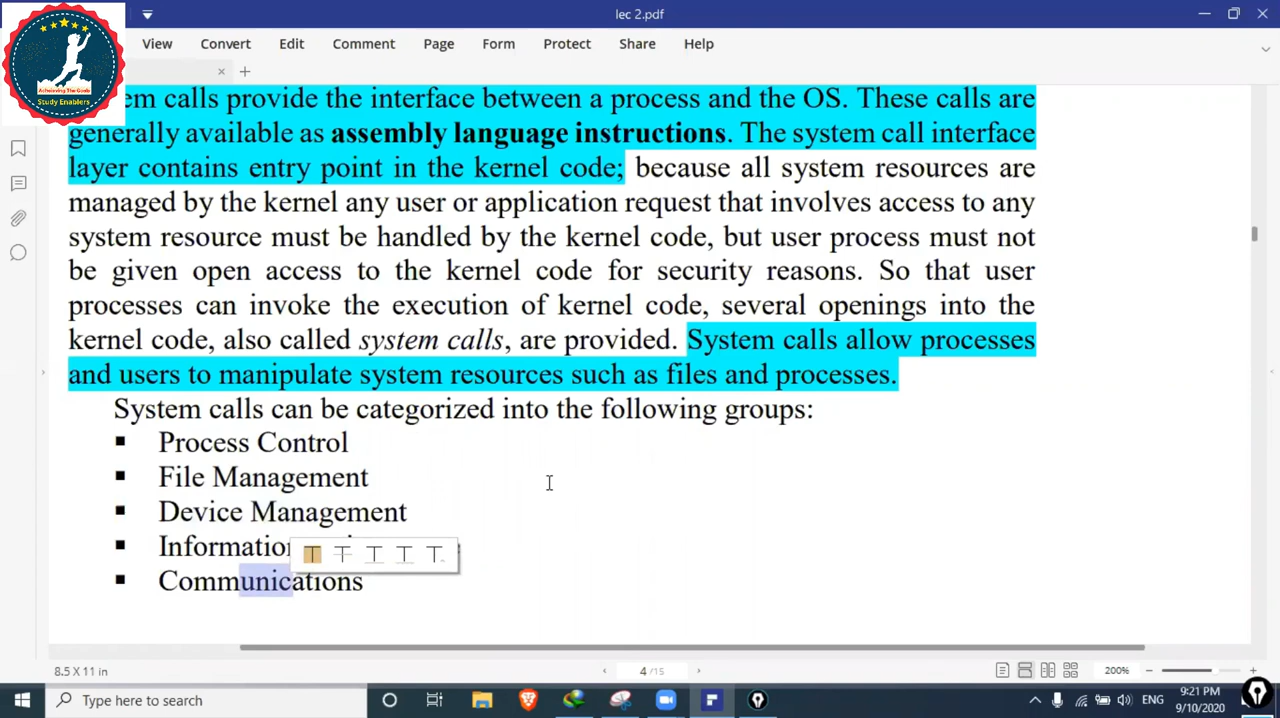 lec 2.pdf
View Convert Edit Comment Page Form Protect Share Help
Acheieving The Goals
Study Enablers
em calls provide the interface between a process and the OS. These calls are
generally available as assembly language instructions. The system call interface
layer contains entry point in the kernel code; because all system resources are
managed by the kernel any user or application request that involves access to any
system resource must be handled by the kernel code, but user process must not
be given open access to the kernel code for security reasons. So that user
processes can invoke the execution of kernel code, several openings into the
kernel code, also called system calls, are provided. System calls allow processes
and users to manipulate system resources such as files and processes.
System calls can be categorized into the following groups:
▪ Process Control
▪ File Management
▪ Device Management
▪ Information
▪ Communications
8.5 X 11 in
4 /15
200%
Type here to search
ENG
9:21 PM
9/10/2020